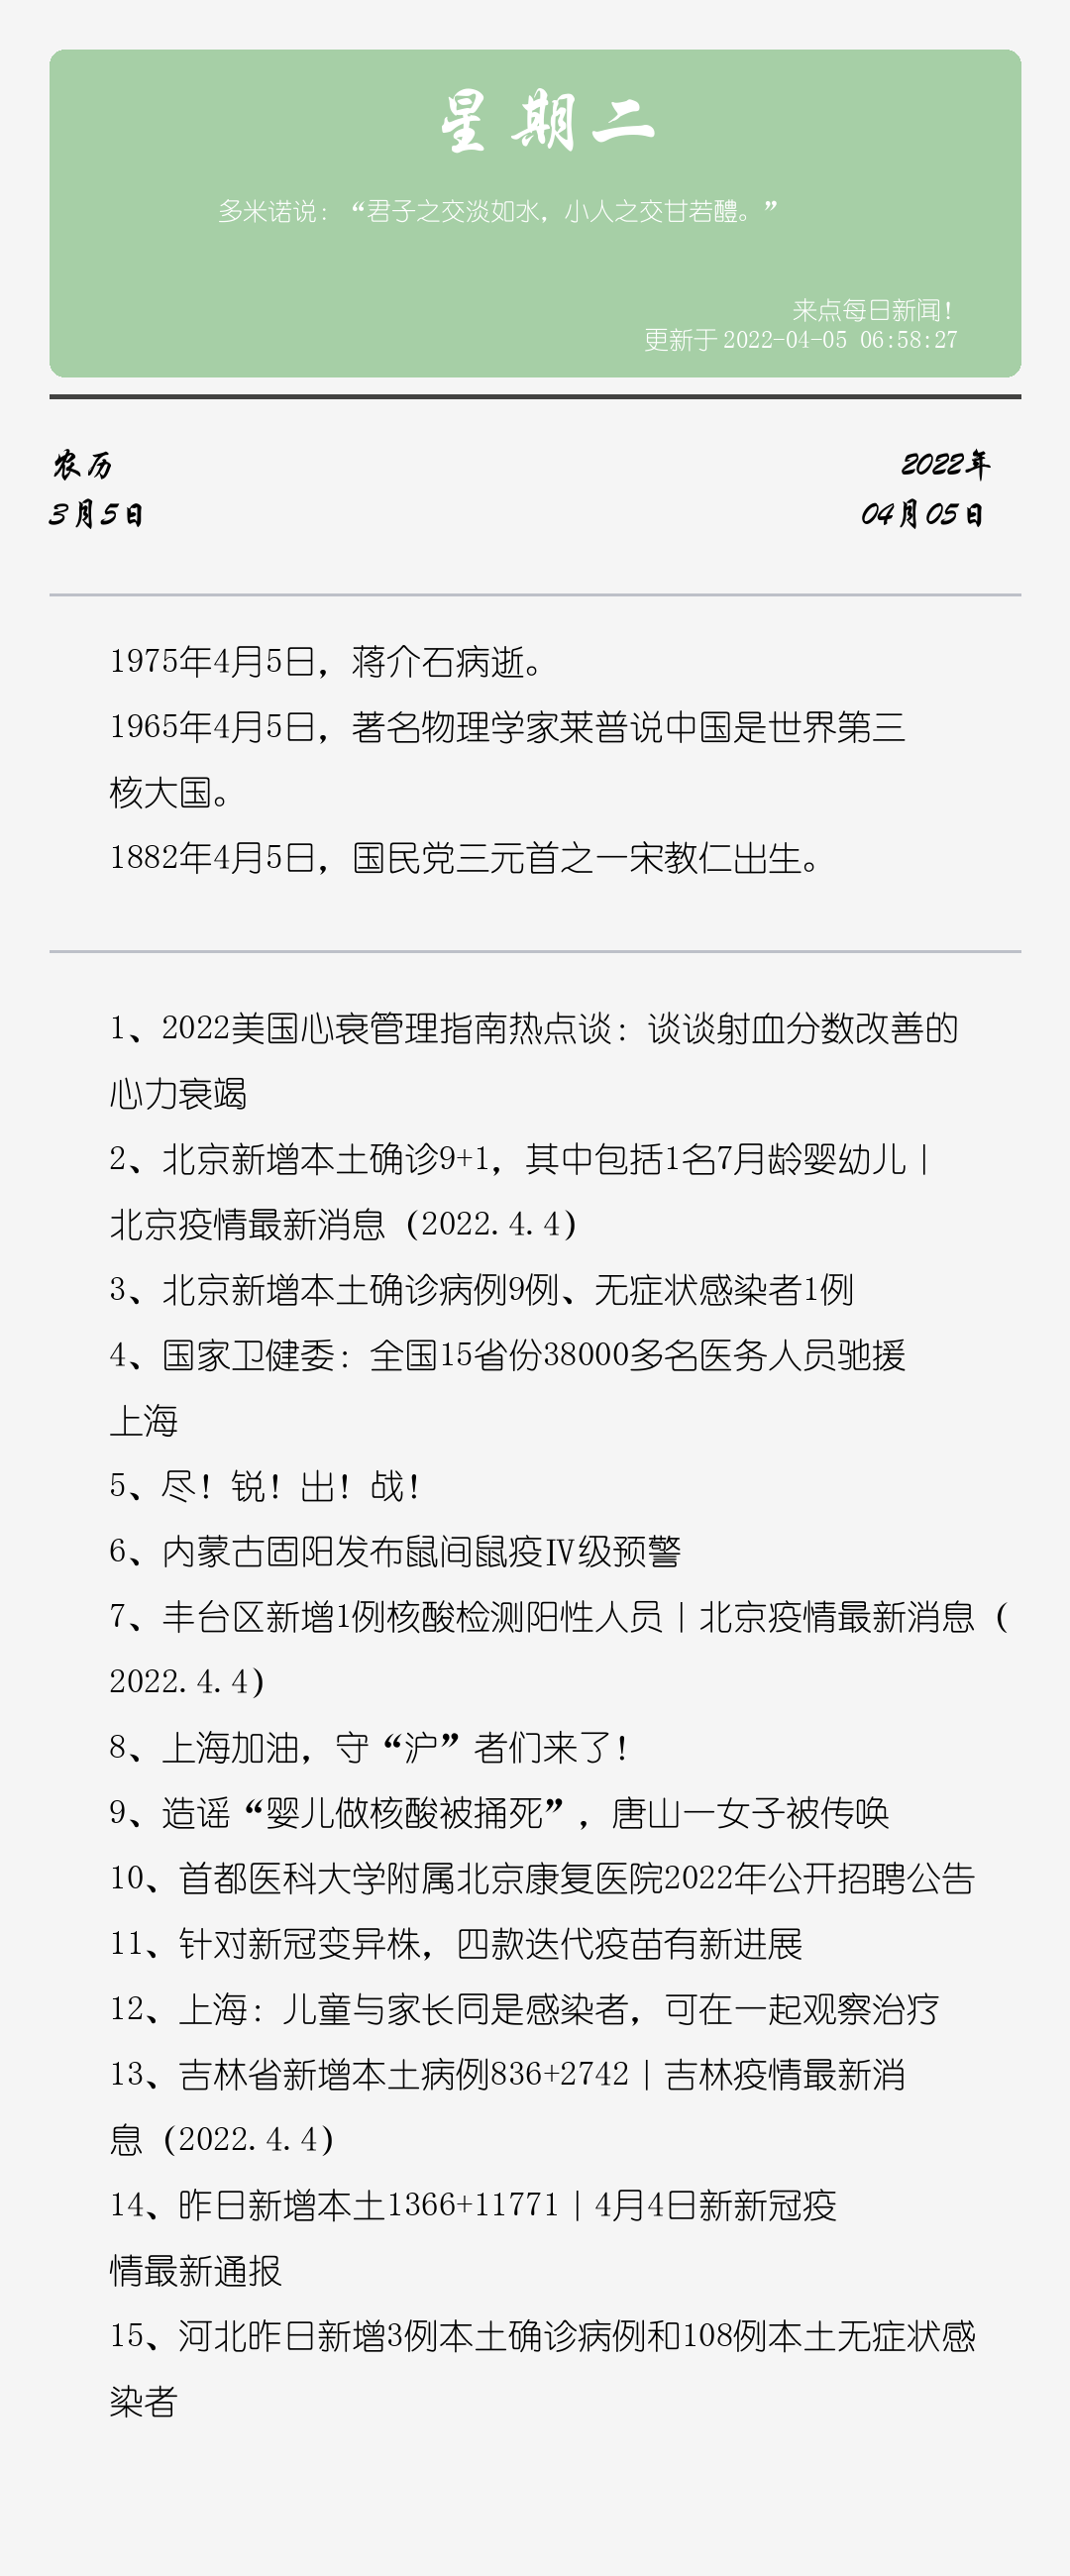 星期二
多米诺说：“君子之交淡如水，小人之交甘若醴。”
来点每日新闻！
更新于 2022-04-05 06:58:27
农历
2022年
3月5日
04月05日
1975年4月5日，蒋介石病逝。
1965年4月5日，著名物理学家莱普说中国是世界第三
核大国。
1882年4月5日，国民党三元首之一宋教仁出生。
1、2022美国心衰管理指南热点谈：谈谈射血分数改善的
心力衰竭
2、北京新增本土确诊9+1，其中包括1名7月龄婴幼儿｜
北京疫情最新消息（2022.4.4）
3、北京新增本土确诊病例9例、无症状感染者1例
4、国家卫健委：全国15省份38000多名医务人员驰援
上海
5、尽！锐！出！战！
6、内蒙古固阳发布鼠间鼠疫Ⅳ级预警
7、丰台区新增1例核酸检测阳性人员｜北京疫情最新消息（
2022.4.4）
8、上海加油，守“沪”者们来了！
9、造谣“婴儿做核酸被捅死”，唐山一女子被传唤
10、首都医科大学附属北京康复医院2022年公开招聘公告
11、针对新冠变异株，四款迭代疫苗有新进展
12、上海：儿童与家长同是感染者，可在一起观察治疗
13、吉林省新增本土病例836+2742｜吉林疫情最新消
息（2022.4.4）
14、昨日新增本土1366+11771｜4月4日新新冠疫
情最新通报
15、河北昨日新增3例本土确诊病例和108例本土无症状感
染者